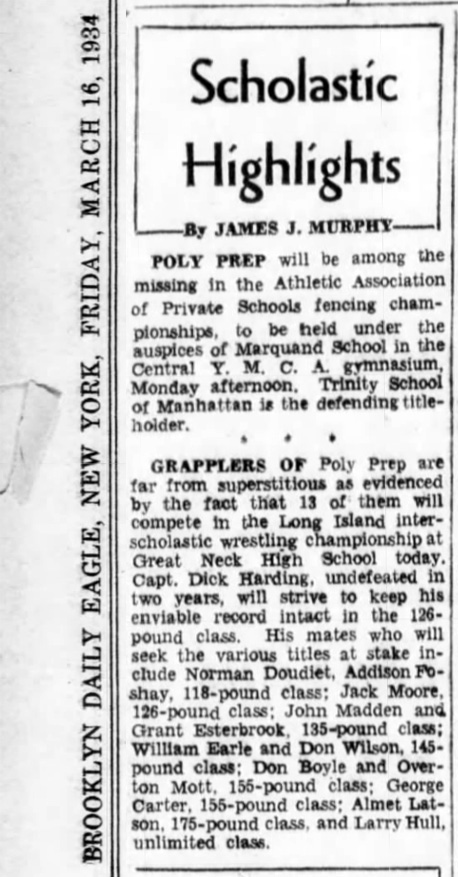 BROOKLYN DAILY EAGLE, NEW YORK, FRIDAY, MARCH 16, 1934
Scholastic
Highlights
By JAMES J. MURPHY
POLY PREP will be among the
missing in the Athletic Association
of Private Schools fencing cham-
pionships, to be held under the
auspices of Marquand School in the
Central Y. M. C. A. gymnasium,
Monday afternoon. Trinity School
of Manhattan is the defending title-
holder.
* * *
GRAPPLERS OF Poly Prep are
far from superstitious as evidenced
by the fact that 13 of them will
compete in the Long Island inter-
scholastic wrestling championship at
Great Neck High School today.
Capt. Dick Harding, undefeated in
two years, will strive to keep his
enviable record intact in the 126-
pound class. His mates who will
seek the various titles at stake in-
clude Norman Doudiet, Addison Fo-
shay, 118-pound class; Jack Moore,
126-pound class; John Madden and
Grant Esterbrook, 135-pound class;
William Earle and Don Wilson, 145-
pound class; Don Boyle and Over-
ton Mott, 155-pound class; George
Carter, 155-pound class; Almet Lat-
son, 175-pound class, and Larry Hull,
unlimited class.